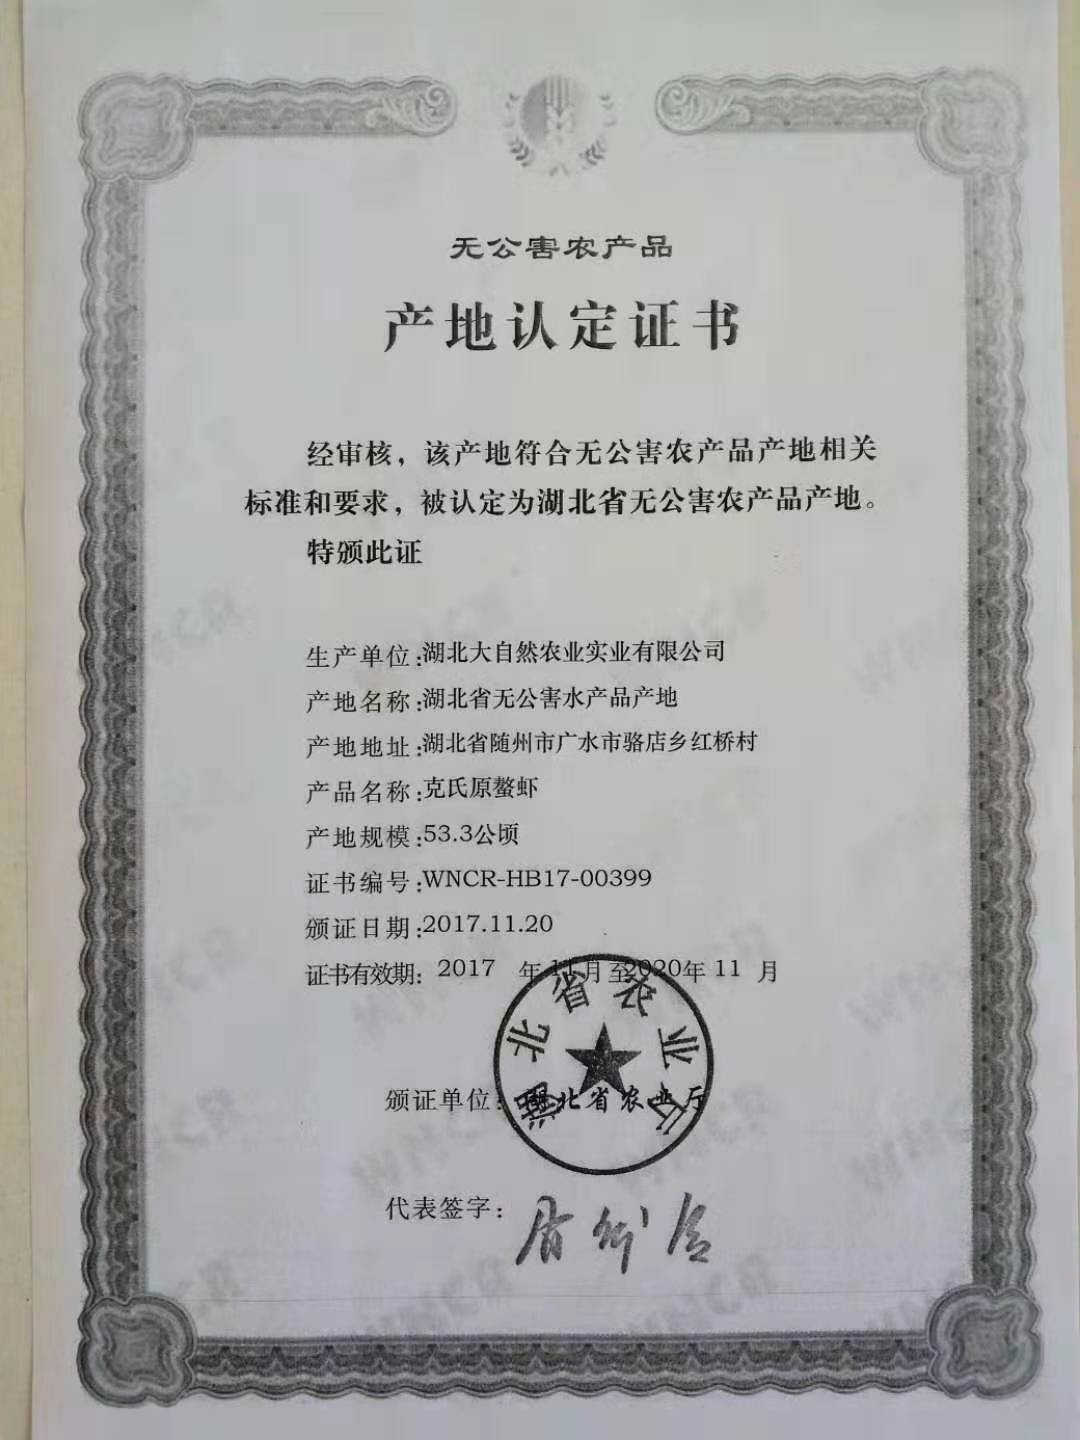 无公害农产品
产地认定证书
经审核，该产地符合无公害农产品产地相关
标准和要求，被认定为湖北省无公害农产品产地。
特颁此证
生产单位:湖北大自然农业实业有限公司
产地名称:湖北省无公害水产品产地
产地地址:湖北省随州市广水市骆店乡红桥村
产品名称:克氏原螯虾
产地规模:53.3公顷
证书编号:WNCR-HB17-00399
颁证日期:2017.11.20
证书有效期: 2017 年 11 月至2020年 11 月
湖北省农业厅
颁证单位: 湖北省农业厅
代表签字: